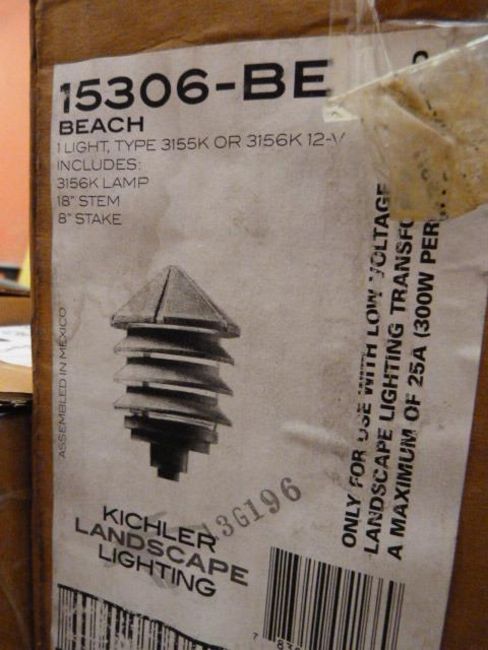 15306-BE
BEACH
1 LIGHT, TYPE 3155K OR 3156K 12-V
INCLUDES:
3156K LAMP
18" STEM
8" STAKE
ASSEMBLED IN MEXICO
ONLY FOR USE WITH LOW VOLTAGE
LANDSCAPE LIGHTING
A MAXIMUM OF 25A (300W PER
13G196
KICHLER
LANDSCAPE
LIGHTING